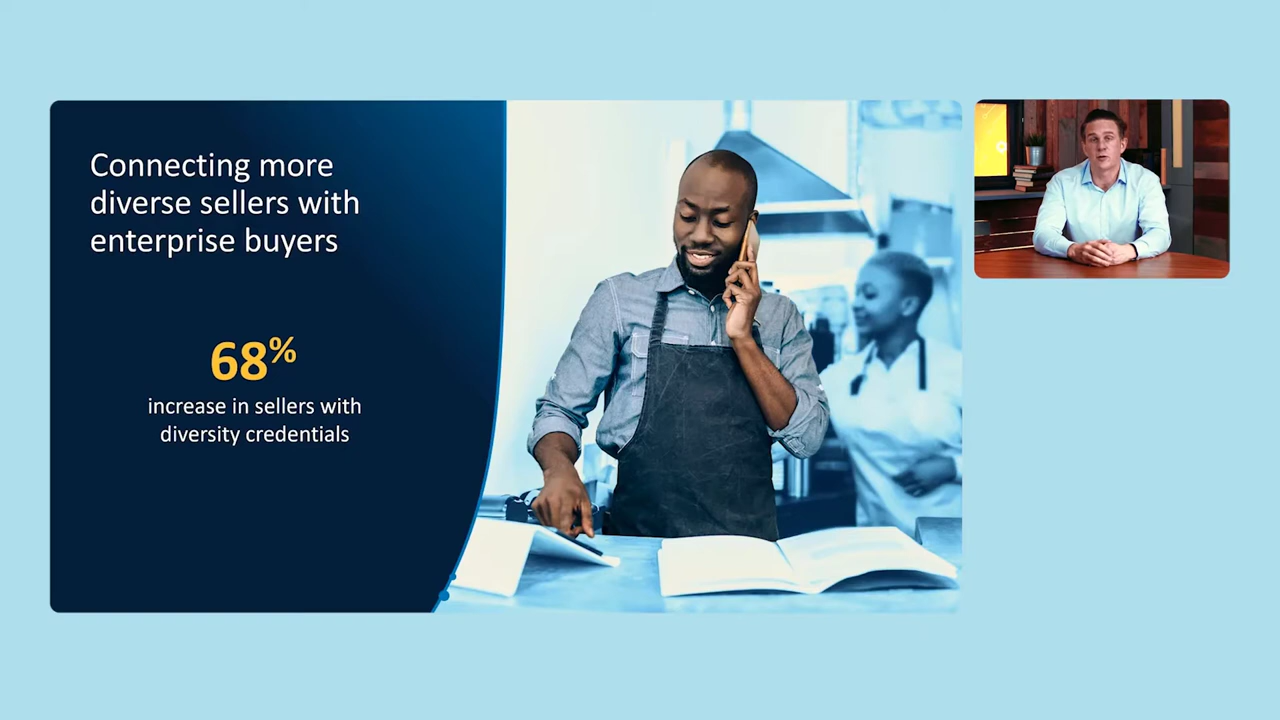 Connecting more
diverse sellers with
enterprise buyers
68%
increase in sellers with
diversity credentials